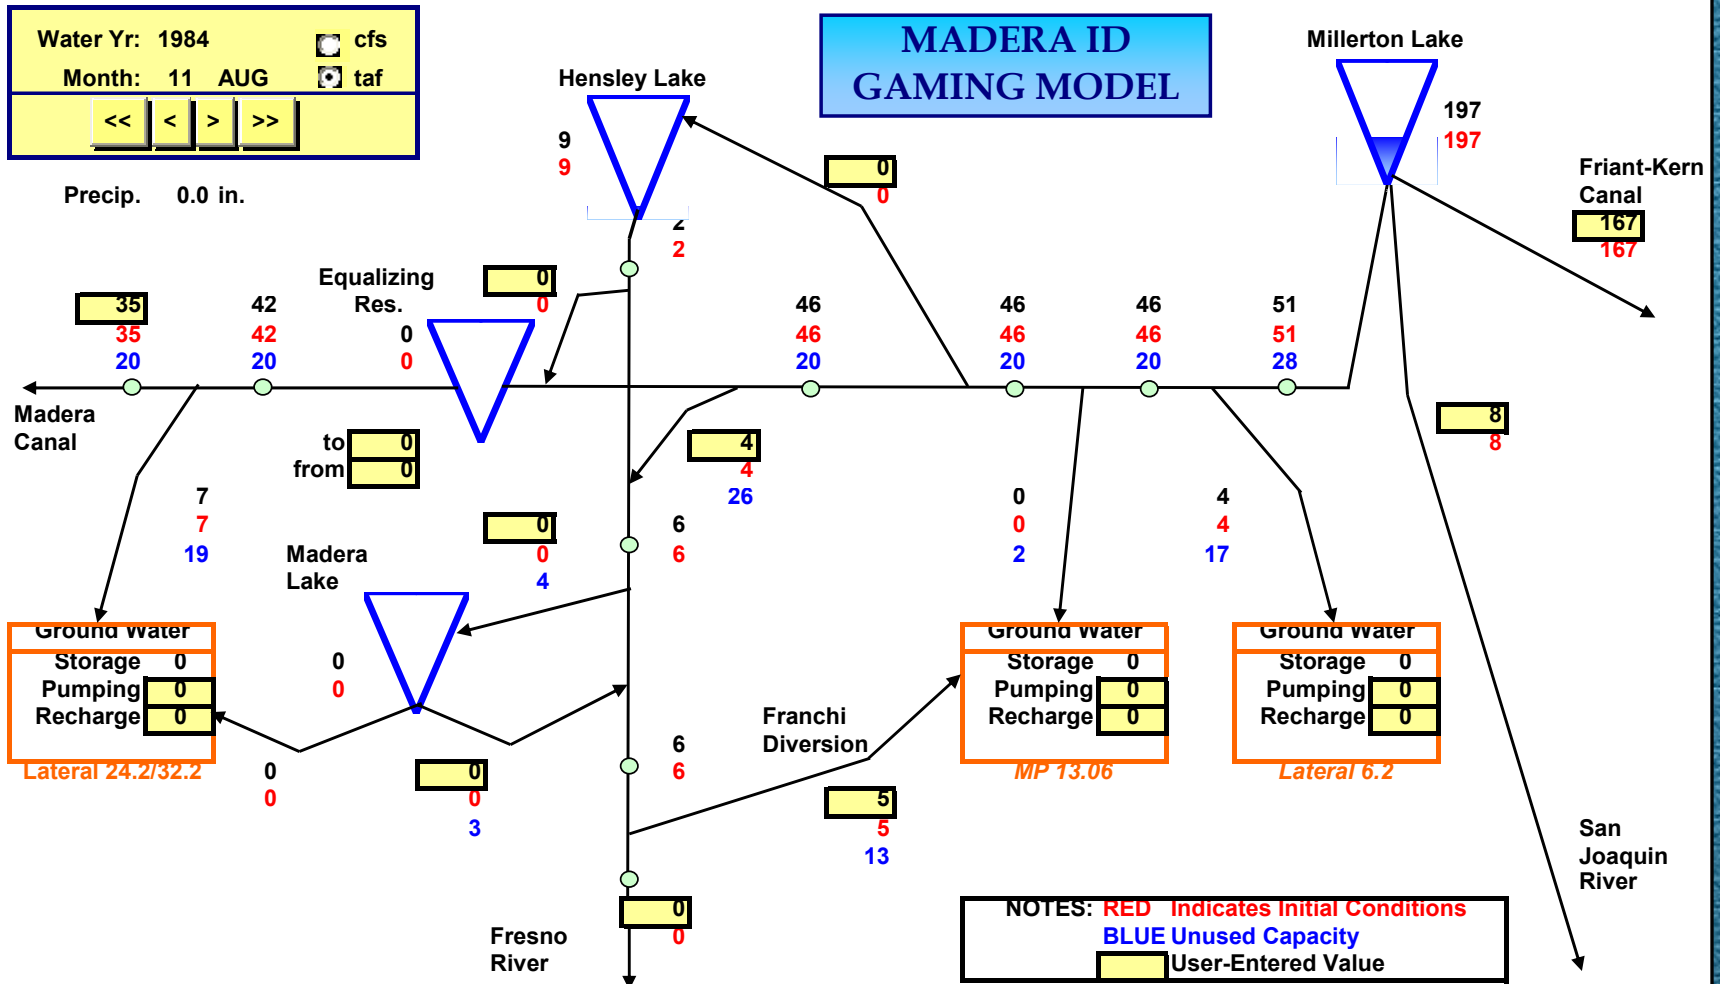 Water Yr: 1984
cfs
Month: 11 AUG
taf
<< < > >>
Precip. 0.0 in.
MADERA ID
GAMING MODEL
Hensley Lake
9
9
2
2
0
0
Millerton Lake
197
197
Friant-Kern
Canal
167
167
Equalizing
Res.
0
0
0
0
35
35
20
42
42
20
46
46
20
46
46
20
46
46
20
51
51
28
Madera
Canal
to 0
from 0
4
4
26
8
8
7
7
19
Madera
Lake
0
0
4
6
6
0
0
2
4
4
17
Ground Water
Storage 0
Pumping 0
Recharge 0
Lateral 24.2/32.2
0
0
0
0
0
0
3
6
6
Franchi
Diversion
5
5
13
Ground Water
Storage 0
Pumping 0
Recharge 0
MP 13.06
Ground Water
Storage 0
Pumping 0
Recharge 0
Lateral 6.2
San
Joaquin
River
Fresno
River
0
0
NOTES: RED Indicates Initial Conditions
BLUE Unused Capacity
User-Entered Value